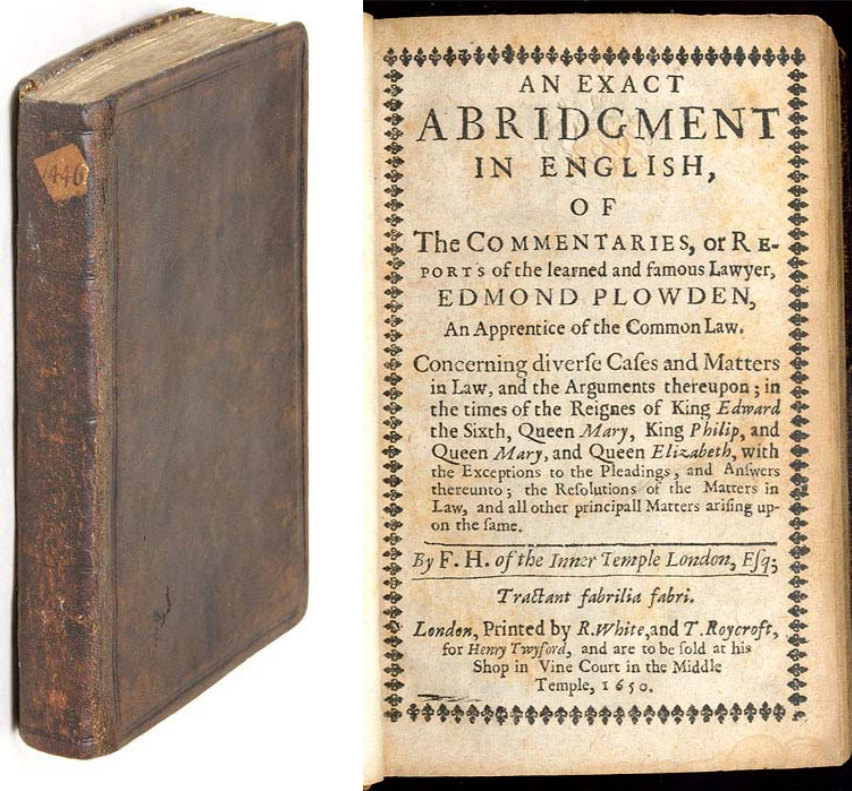 1446
AN EXACT
ABRIDGMENT
IN ENGLISH,
OF
The COMMENTARIES, or RE-
PORTS of the learned and famous Lawyer,
EDMOND PLOWDEN,
An Apprentice of the Common Law.
Concerning diverſe Caſes and Matters
in Law, and the Arguments thereupon; in
the times of the Reignes of King Edward
the Sixth, Queen Mary, King Philip, and
Queen Mary, and Queen Elizabeth, with
the Exceptions to the Pleadings, and Anſwers
thereunto; the Reſolutions of the Matters in
Law, and all other principall Matters ariſing up-
on the ſame.
By F. H. of the Inner Temple London, Eſq;
Tractant fabrilia fabri.
London, Printed by R. White, and T. Roycroft,
for Henry Twyford, and are to be ſold at his
Shop in Vine Court in the Middle
Temple, 1650.